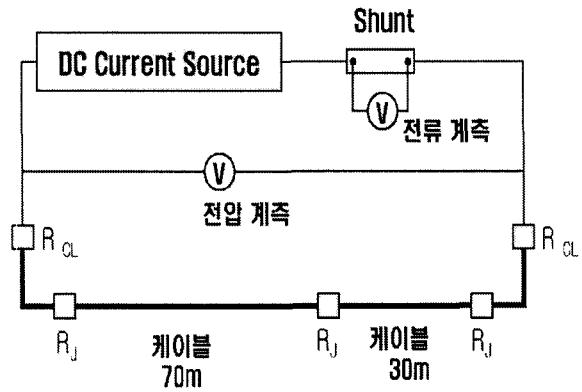 Shunt
DC Current Source
V
전류 계측
V
전압 계측
R CL
R CL
R J
케이블
70m
R J
케이블
30m
R J